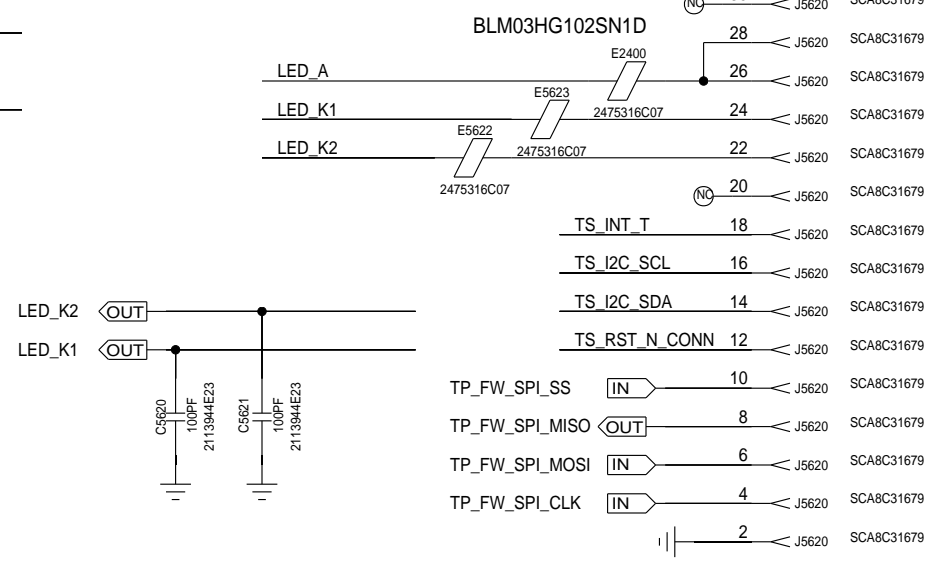 NC J5620 SCA8C31679
BLM03HG102SN1D
28 J5620 SCA8C31679
E2400
LED_A 26 J5620 SCA8C31679
E5623
LED_K1 2475316C07 24 J5620 SCA8C31679
E5622
LED_K2 2475316C07 22 J5620 SCA8C31679
2475316C07
NC 20 J5620 SCA8C31679
TS_INT_T 18 J5620 SCA8C31679
TS_I2C_SCL 16 J5620 SCA8C31679
LED_K2 OUT TS_I2C_SDA 14 J5620 SCA8C31679
LED_K1 OUT TS_RST_N_CONN 12 J5620 SCA8C31679
C5620 100PF 2113944E23
C5621 100PF 2113944E23
TP_FW_SPI_SS IN 10 J5620 SCA8C31679
TP_FW_SPI_MISO OUT 8 J5620 SCA8C31679
TP_FW_SPI_MOSI IN 6 J5620 SCA8C31679
TP_FW_SPI_CLK IN 4 J5620 SCA8C31679
2 J5620 SCA8C31679